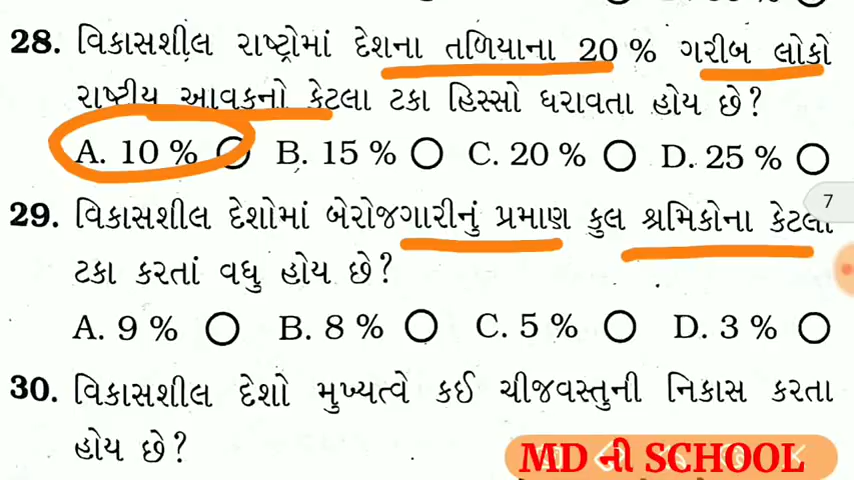 28. વિકાસશીલ રાષ્ટ્રોમાં દેશના તળિયાના 20 % ગરીબ લોકો
રાષ્ટ્રીય આવકનો કેટલા ટકા હિસ્સો ધરાવતા હોય છે?
A. 10 % B. 15 % C. 20 % D. 25 %
7
29. વિકાસશીલ દેશોમાં બેરોજગારીનું પ્રમાણ કુલ શ્રમિકોના કેટલા
ટકા કરતાં વધુ હોય છે?
A. 9 % B. 8 % C. 5 % D. 3 %
30. વિકાસશીલ દેશો મુખ્યત્વે કઈ ચીજવસ્તુની નિકાસ કરતા
હોય છે?
MD ની SCHOOL